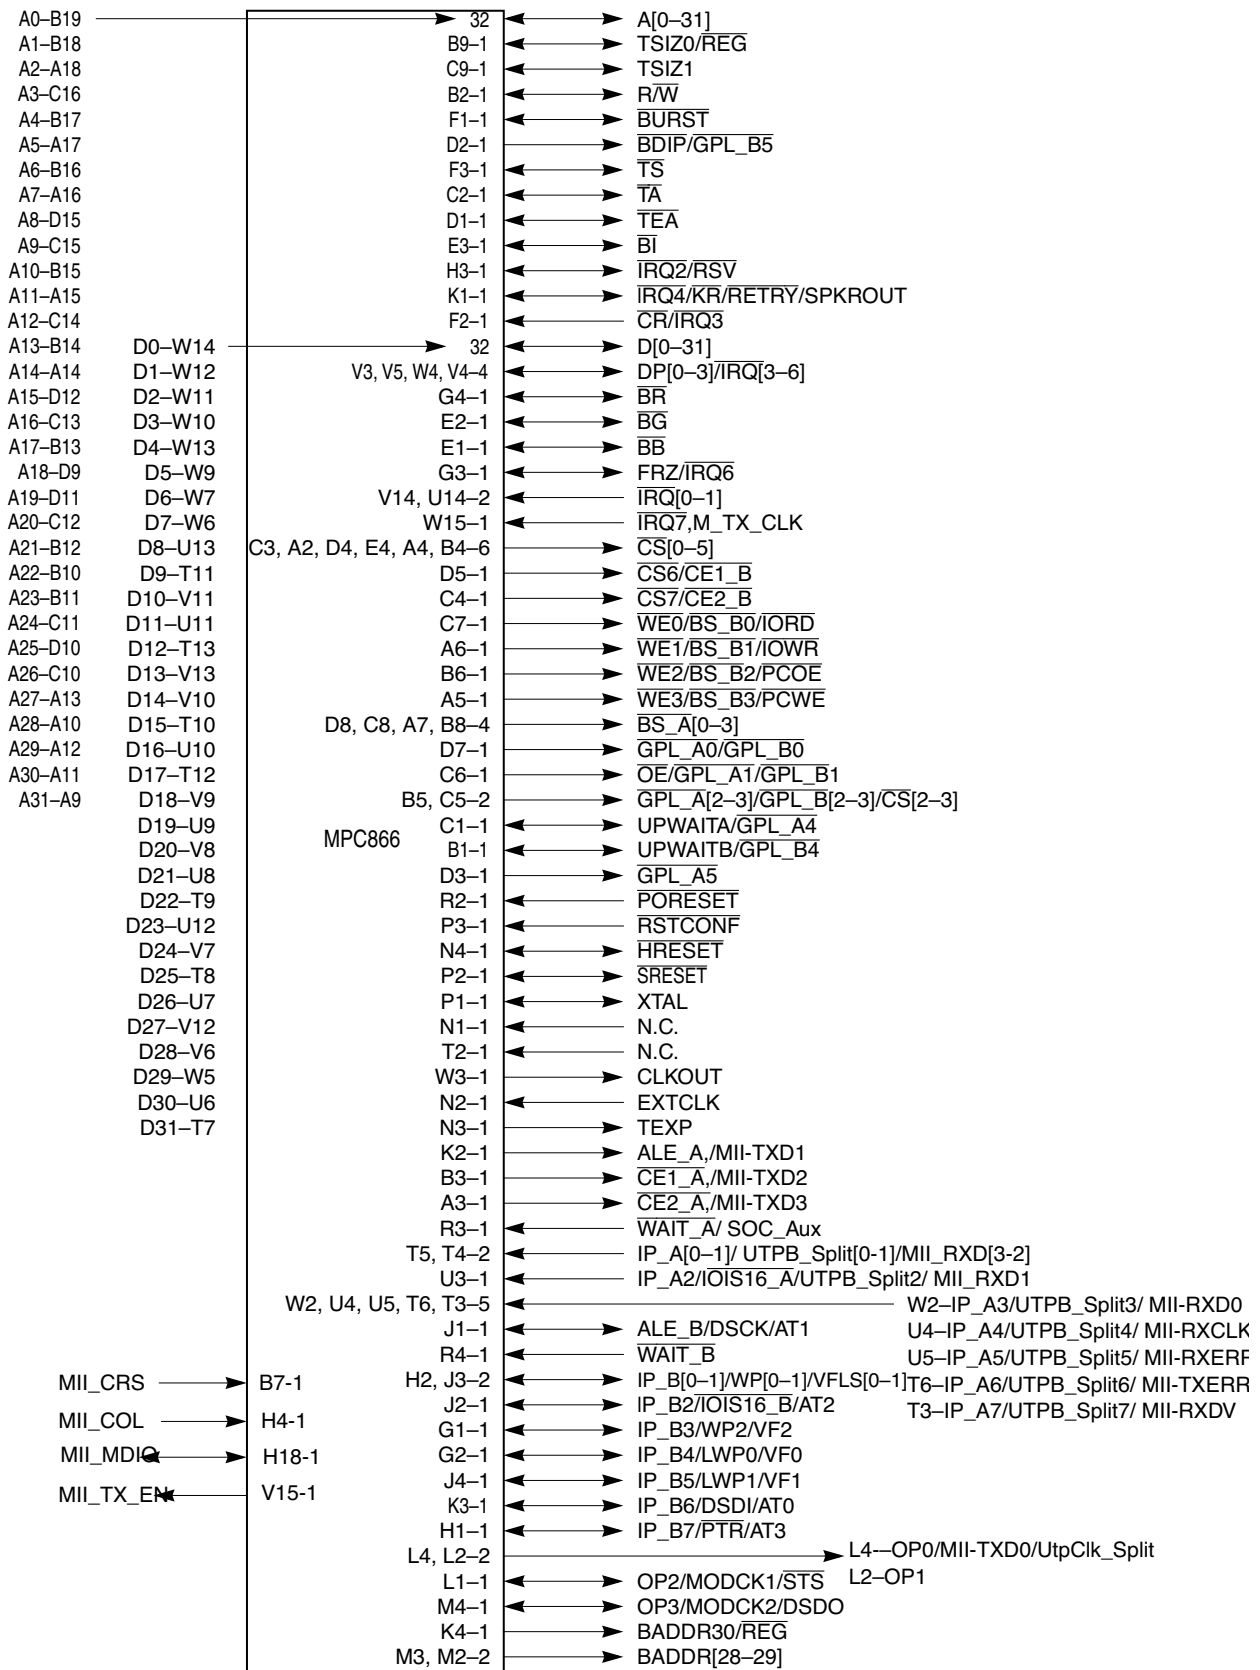 A0–B19 32 A[0–31]
A1–B18 B9–1 TSIZ0/REG
A2–A18 C9–1 TSIZ1
A3–C16 B2–1 R/W
A4–B17 F1–1 BURST
A5–A17 D2–1 BDIP/GPL_B5
A6–B16 F3–1 TS
A7–A16 C2–1 TA
A8–D15 D1–1 TEA
A9–C15 E3–1 BI
A10–B15 H3–1 IRQ2/RSV
A11–A15 K1–1 IRQ4/KR/RETRY/SPKROUT
A12–C14 F2–1 CR/IRQ3
A13–B14 D0–W14 32 D[0–31]
A14–A14 D1–W12 V3, V5, W4, V4–4 DP[0–3]/IRQ[3–6]
A15–D12 D2–W11 G4–1 BR
A16–C13 D3–W10 E2–1 BG
A17–B13 D4–W13 E1–1 BB
A18–D9 D5–W9 G3–1 FRZ/IRQ6
A19–D11 D6–W7 V14, U14–2 IRQ[0–1]
A20–C12 D7–W6 W15–1 IRQ7,M_TX_CLK
A21–B12 D8–U13 C3, A2, D4, E4, A4, B4–6 CS[0–5]
A22–B10 D9–T11 D5–1 CS6/CE1_B
A23–B11 D10–V11 C4–1 CS7/CE2_B
A24–C11 D11–U11 C7–1 WE0/BS_B0/IORD
A25–D10 D12–T13 A6–1 WE1/BS_B1/IOWR
A26–C10 D13–V13 B6–1 WE2/BS_B2/PCOE
A27–A13 D14–V10 A5–1 WE3/BS_B3/PCWE
A28–A10 D15–T10 D8, C8, A7, B8–4 BS_A[0–3]
A29–A12 D16–U10 D7–1 GPL_A0/GPL_B0
A30–A11 D17–T12 C6–1 OE/GPL_A1/GPL_B1
A31–A9 D18–V9 B5, C5–2 GPL_A[2–3]/GPL_B[2–3]/CS[2–3]
D19–U9 C1–1 UPWAITA/GPL_A4
MPC866
D20–V8 B1–1 UPWAITB/GPL_B4
D21–U8 D3–1 GPL_A5
D22–T9 R2–1 PORESET
D23–U12 P3–1 RSTCONF
D24–V7 N4–1 HRESET
D25–T8 P2–1 SRESET
D26–U7 P1–1 XTAL
D27–V12 N1–1 N.C.
D28–V6 T2–1 N.C.
D29–W5 W3–1 CLKOUT
D30–U6 N2–1 EXTCLK
D31–T7 N3–1 TEXP
K2–1 ALE_A,/MII-TXD1
B3–1 CE1_A,/MII-TXD2
A3–1 CE2_A,/MII-TXD3
R3–1 WAIT_A/ SOC_Aux
T5, T4–2 IP_A[0–1]/ UTPB_Split[0-1]/MII_RXD[3-2]
U3–1 IP_A2/IOIS16_A/UTPB_Split2/ MII_RXD1
W2, U4, U5, T6, T3–5 W2–IP_A3/UTPB_Split3/ MII-RXD0
J1–1 ALE_B/DSCK/AT1 U4–IP_A4/UTPB_Split4/ MII-RXCLK
R4–1 WAIT_B U5–IP_A5/UTPB_Split5/ MII-RXERR
MII_CRS B7-1 H2, J3–2 IP_B[0–1]/WP[0–1]/VFLS[0–1] T6–IP_A6/UTPB_Split6/ MII-TXERR
J2–1 IP_B2/IOIS16_B/AT2 T3–IP_A7/UTPB_Split7/ MII-RXDV
MII_COL H4-1 G1–1 IP_B3/WP2/VF2
MII_MDIO H18-1 G2–1 IP_B4/LWP0/VF0
J4–1 IP_B5/LWP1/VF1
MII_TX_EN V15-1 K3–1 IP_B6/DSDI/AT0
H1–1 IP_B7/PTR/AT3
L4, L2–2 L4-–OP0/MII-TXD0/UtpClk_Split
L1–1 OP2/MODCK1/STS L2–OP1
M4–1 OP3/MODCK2/DSDO
K4–1 BADDR30/REG
M3, M2–2 BADDR[28–29]